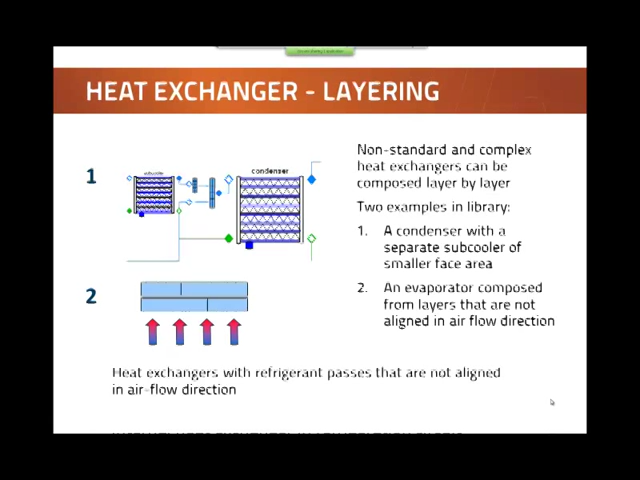 HEAT EXCHANGER - LAYERING
1
subcooler
condenser
Non-standard and complex
heat exchangers can be
composed layer by layer
Two examples in library:
1. A condenser with a
separate subcooler of
smaller face area
2
2. An evaporator composed
from layers that are not
aligned in air flow direction
Heat exchangers with refrigerant passes that are not aligned
in air-flow direction